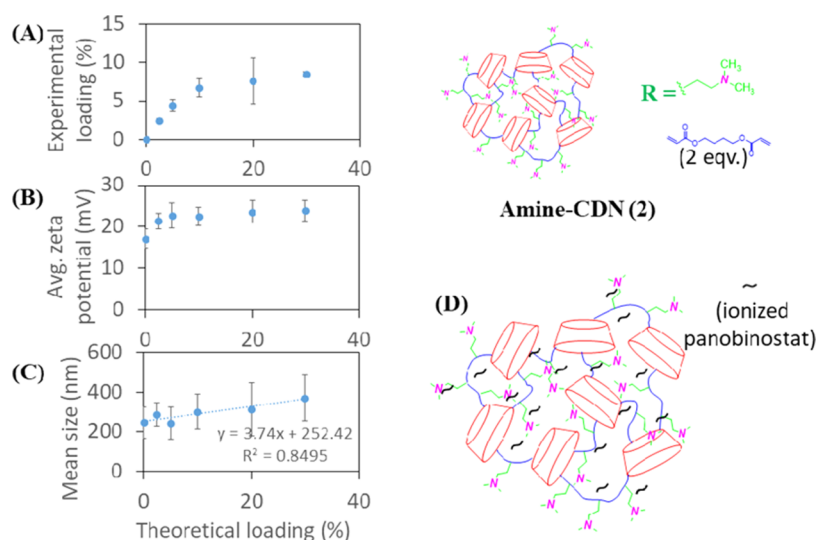 (A)
Experimental
loading (%)
15
10
5
0
0 20 40
(B)
Avg. zeta
potential (mV)
30
20
10
0
0 20 40
(C)
Mean size (nm)
600
400
200
0
y = 3.74x + 252.42
R² = 0.8495
0 20 40
Theoretical loading (%)
R =
N
CH₃
CH₃
O
O
O
O
(2 eqv.)
Amine-CDN (2)
(D)
~
(ionized
panobinostat)